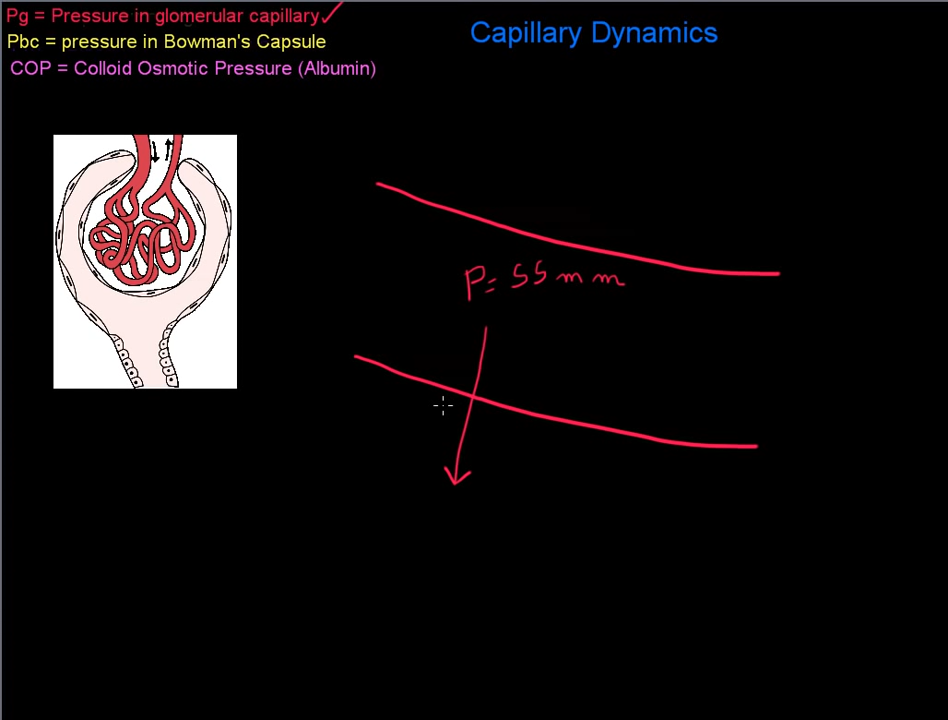 Pg = Pressure in glomerular capillary
Pbc = pressure in Bowman's Capsule
COP = Colloid Osmotic Pressure (Albumin)
Capillary Dynamics
P= 55 mm